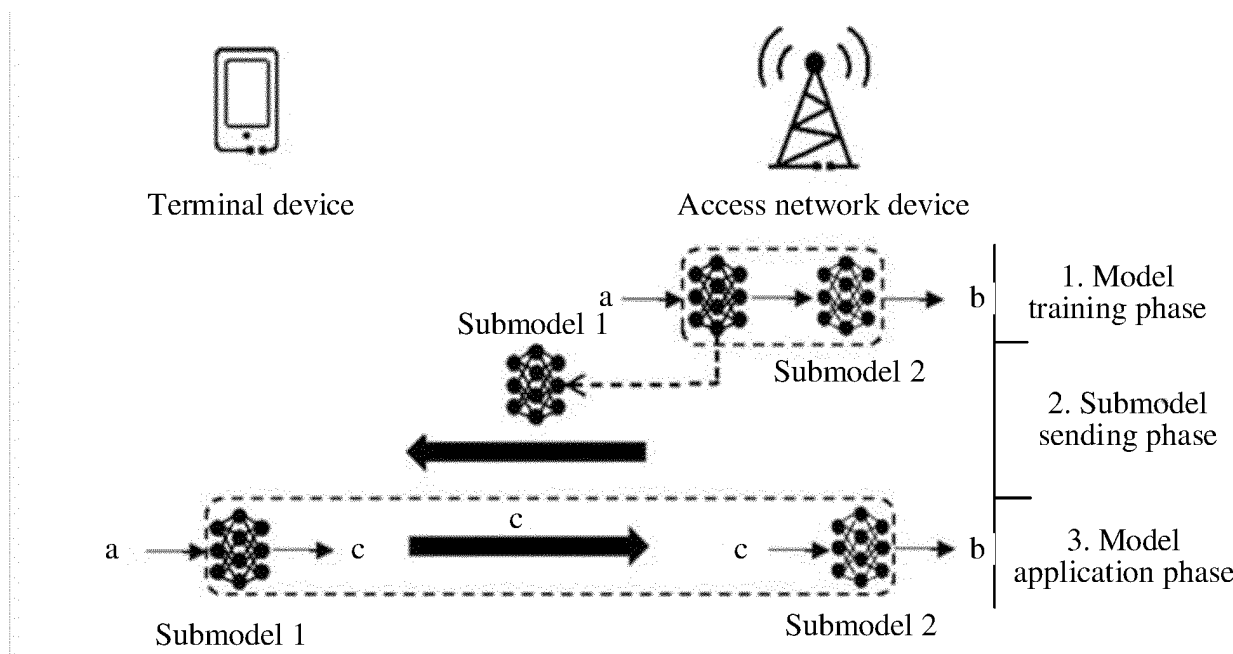 Terminal device
Access network device
a
b
1. Model
training phase
Submodel 1
Submodel 2
2. Submodel
sending phase
c
a
c
c
b
3. Model
application phase
Submodel 1
Submodel 2